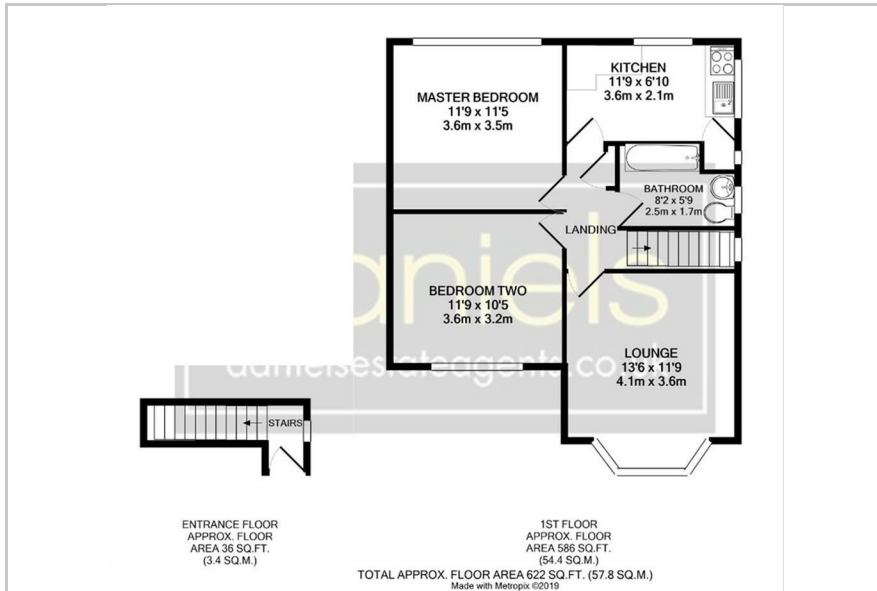 MASTER BEDROOM
11'9 x 11'5
3.6m x 3.5m
KITCHEN
11'9 x 6'10
3.6m x 2.1m
BATHROOM
8'2 x 5'9
2.5m x 1.7m
LANDING
BEDROOM TWO
11'9 x 10'5
3.6m x 3.2m
LOUNGE
13'6 x 11'9
4.1m x 3.6m
daniels
danielsestateagents.co.uk
STAIRS
ENTRANCE FLOOR
APPROX. FLOOR
AREA 36 SQ.FT.
(3.4 SQ.M.)
1ST FLOOR
APPROX. FLOOR
AREA 586 SQ.FT.
(54.4 SQ.M.)
TOTAL APPROX. FLOOR AREA 622 SQ.FT. (57.8 SQ.M.)
Made with Metropix ©2019